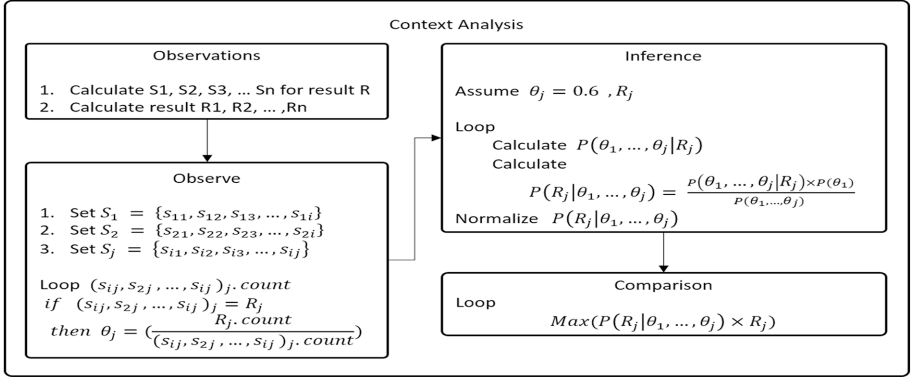 Context Analysis
Observations
1. Calculate S1, S2, S3, ... Sn for result R
2. Calculate result R1, R2, ... ,Rn
Observe
1. Set S₁ = {s₁₁, s₁₂, s₁₃, ... , s₁ᵢ}
2. Set S₂ = {s₂₁, s₂₂, s₂₃, ... , s₂ᵢ}
3. Set Sⱼ = {sᵢ₁, sᵢ₂, sᵢ₃, ... , sᵢⱼ}
Loop (sᵢⱼ, s₂ⱼ , ... , sᵢⱼ )ⱼ. count
if (sᵢⱼ, s₂ⱼ , ... , sᵢⱼ )ⱼ = Rⱼ
then θⱼ = (Rⱼ. count / (sᵢⱼ, s₂ⱼ , ... , sᵢⱼ )ⱼ. count)
Inference
Assume θⱼ = 0.6 , Rⱼ
Loop
Calculate P(θ₁, ... , θⱼ|Rⱼ)
Calculate
P(Rⱼ|θ₁, ... , θⱼ) = P(θ₁, ... , θⱼ|Rⱼ)×P(θ₁) / P(θ₁,...,θⱼ)
Normalize P(Rⱼ|θ₁, ... , θⱼ)
Comparison
Loop
Max(P(Rⱼ|θ₁, ... , θⱼ) × Rⱼ)